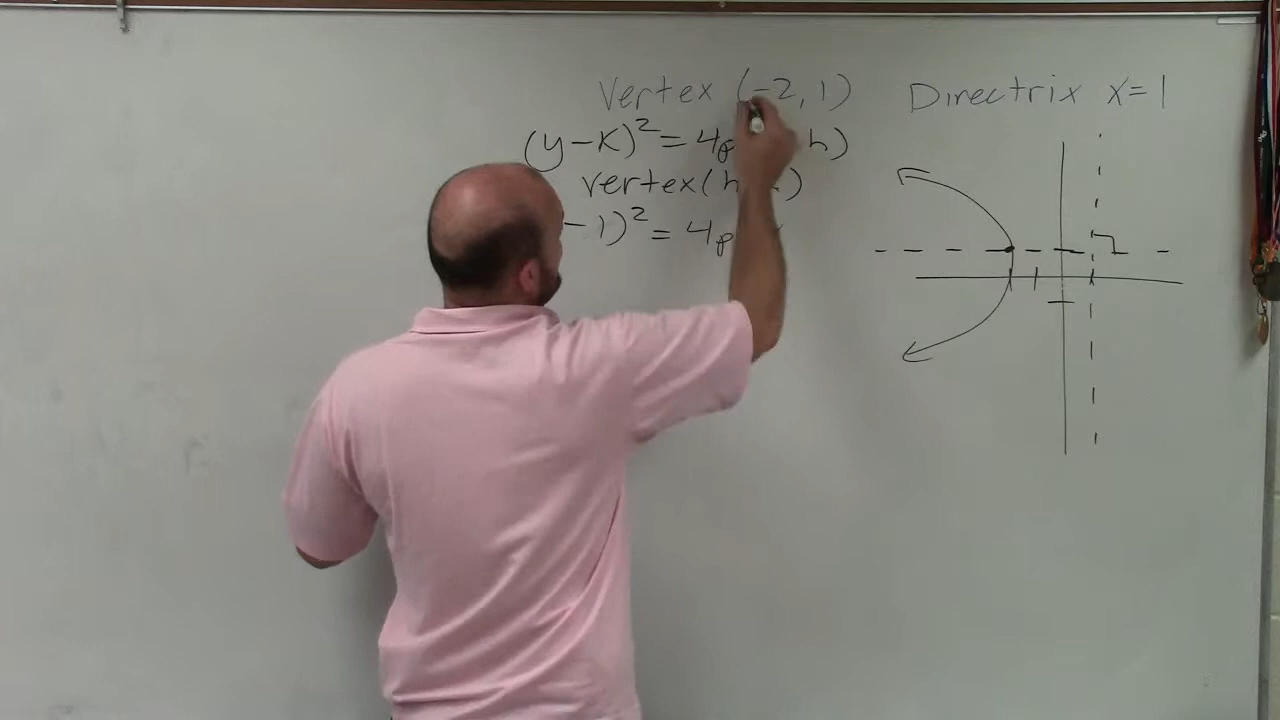 Vertex (-2, 1) Directrix x=1
(y-k)² = 4p h)
vertex(h )
-1)² = 4p